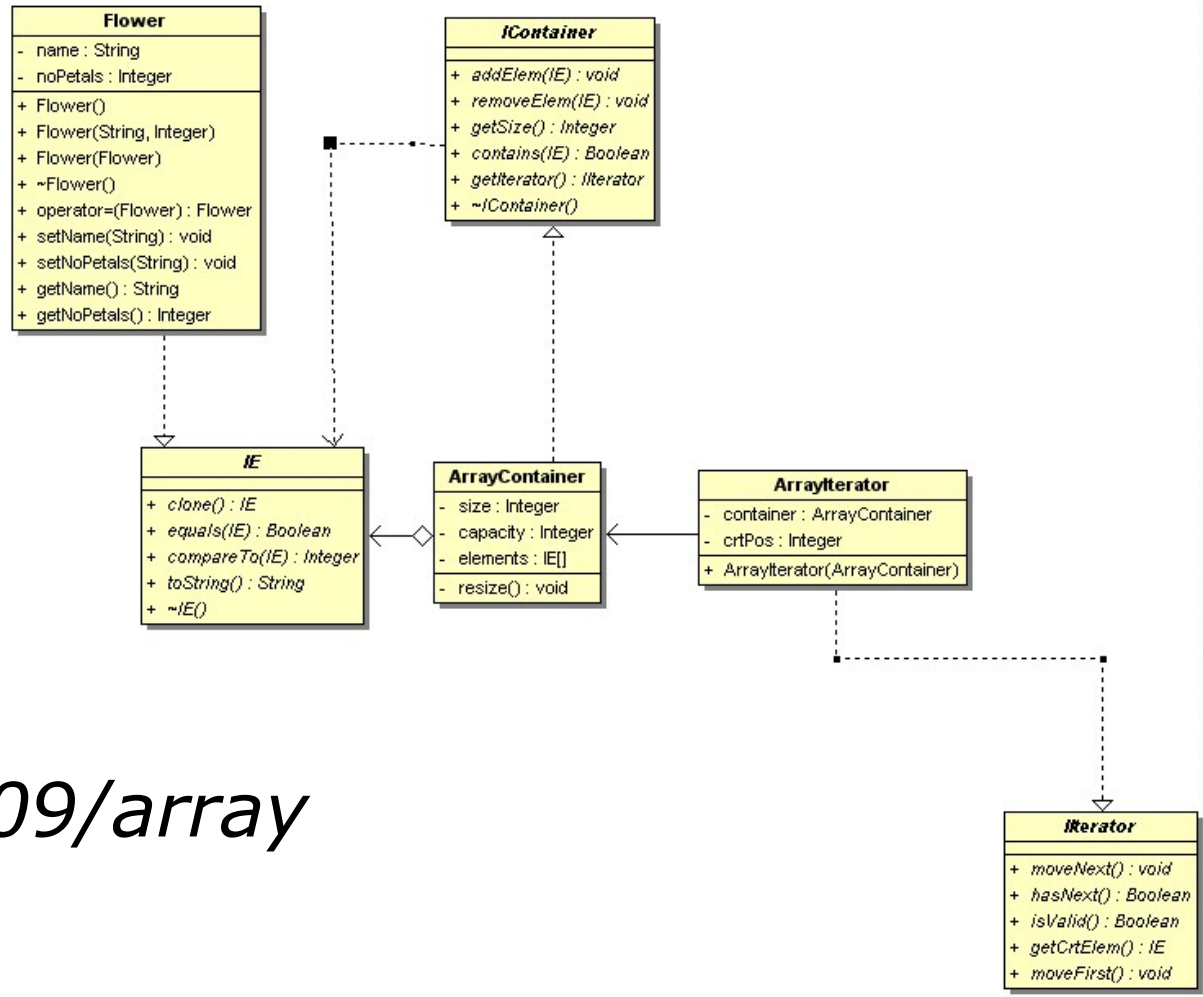 Flower
- name : String
- noPetals : Integer
+ Flower()
+ Flower(String, Integer)
+ Flower(Flower)
+ ~Flower()
+ operator=(Flower) : Flower
+ setName(String) : void
+ setNoPetals(String) : void
+ getName() : String
+ getNoPetals() : Integer
IContainer
+ addElem(IE) : void
+ removeElem(IE) : void
+ getSize() : Integer
+ contains(IE) : Boolean
+ getIterator() : IIterator
+ ~IContainer()
IE
+ clone() : IE
+ equals(IE) : Boolean
+ compareTo(IE) : Integer
+ toString() : String
+ ~IE()
ArrayContainer
- size : Integer
- capacity : Integer
- elements : IE[]
- resize() : void
ArrayIterator
- container : ArrayContainer
- crtPos : Integer
+ ArrayIterator(ArrayContainer)
09/array
IIterator
+ moveNext() : void
+ hasNext() : Boolean
+ isValid() : Boolean
+ getCrtElem() : IE
+ moveFirst() : void